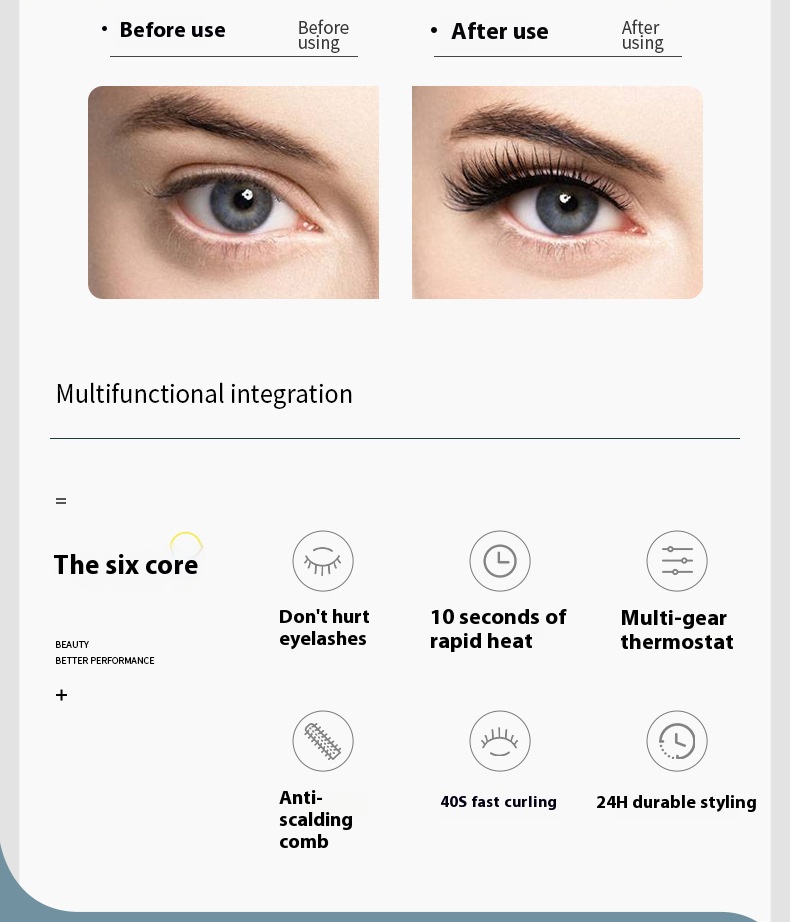 • Before use
Before
using
• After use
After
using
Multifunctional integration
=
The six core
BEAUTY
BETTER PERFORMANCE
+
Don't hurt
eyelashes
10 seconds of
rapid heat
Multi-gear
thermostat
Anti-
scalding
comb
40S fast curling
24H durable styling